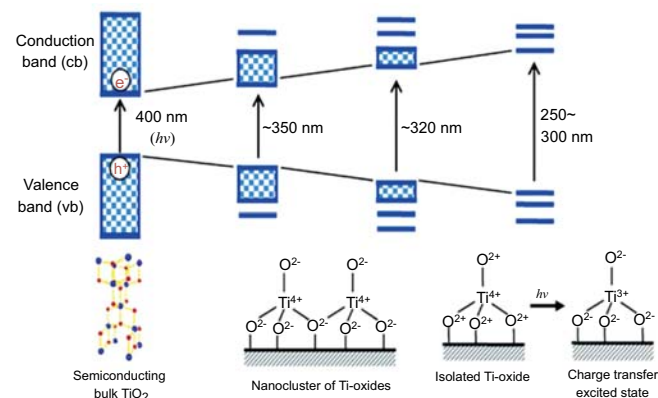 Conduction
band (cb)
e⁻
400 nm
(hν)
~350 nm
~320 nm
250~
300 nm
h⁺
Valence
band (vb)
O²⁻ O²⁻
Ti⁴⁺ Ti⁴⁺
O²⁻ O²⁻ O²⁻ O²⁻ O²⁻
O²⁺
Ti⁴⁺
O²⁺ O²⁺ O²⁺
hν
O²⁻
Ti³⁺
O²⁻ O²⁻ O²⁻
Semiconducting
bulk TiO₂
Nanocluster of Ti-oxides
Isolated Ti-oxide
Charge transfer
excited state